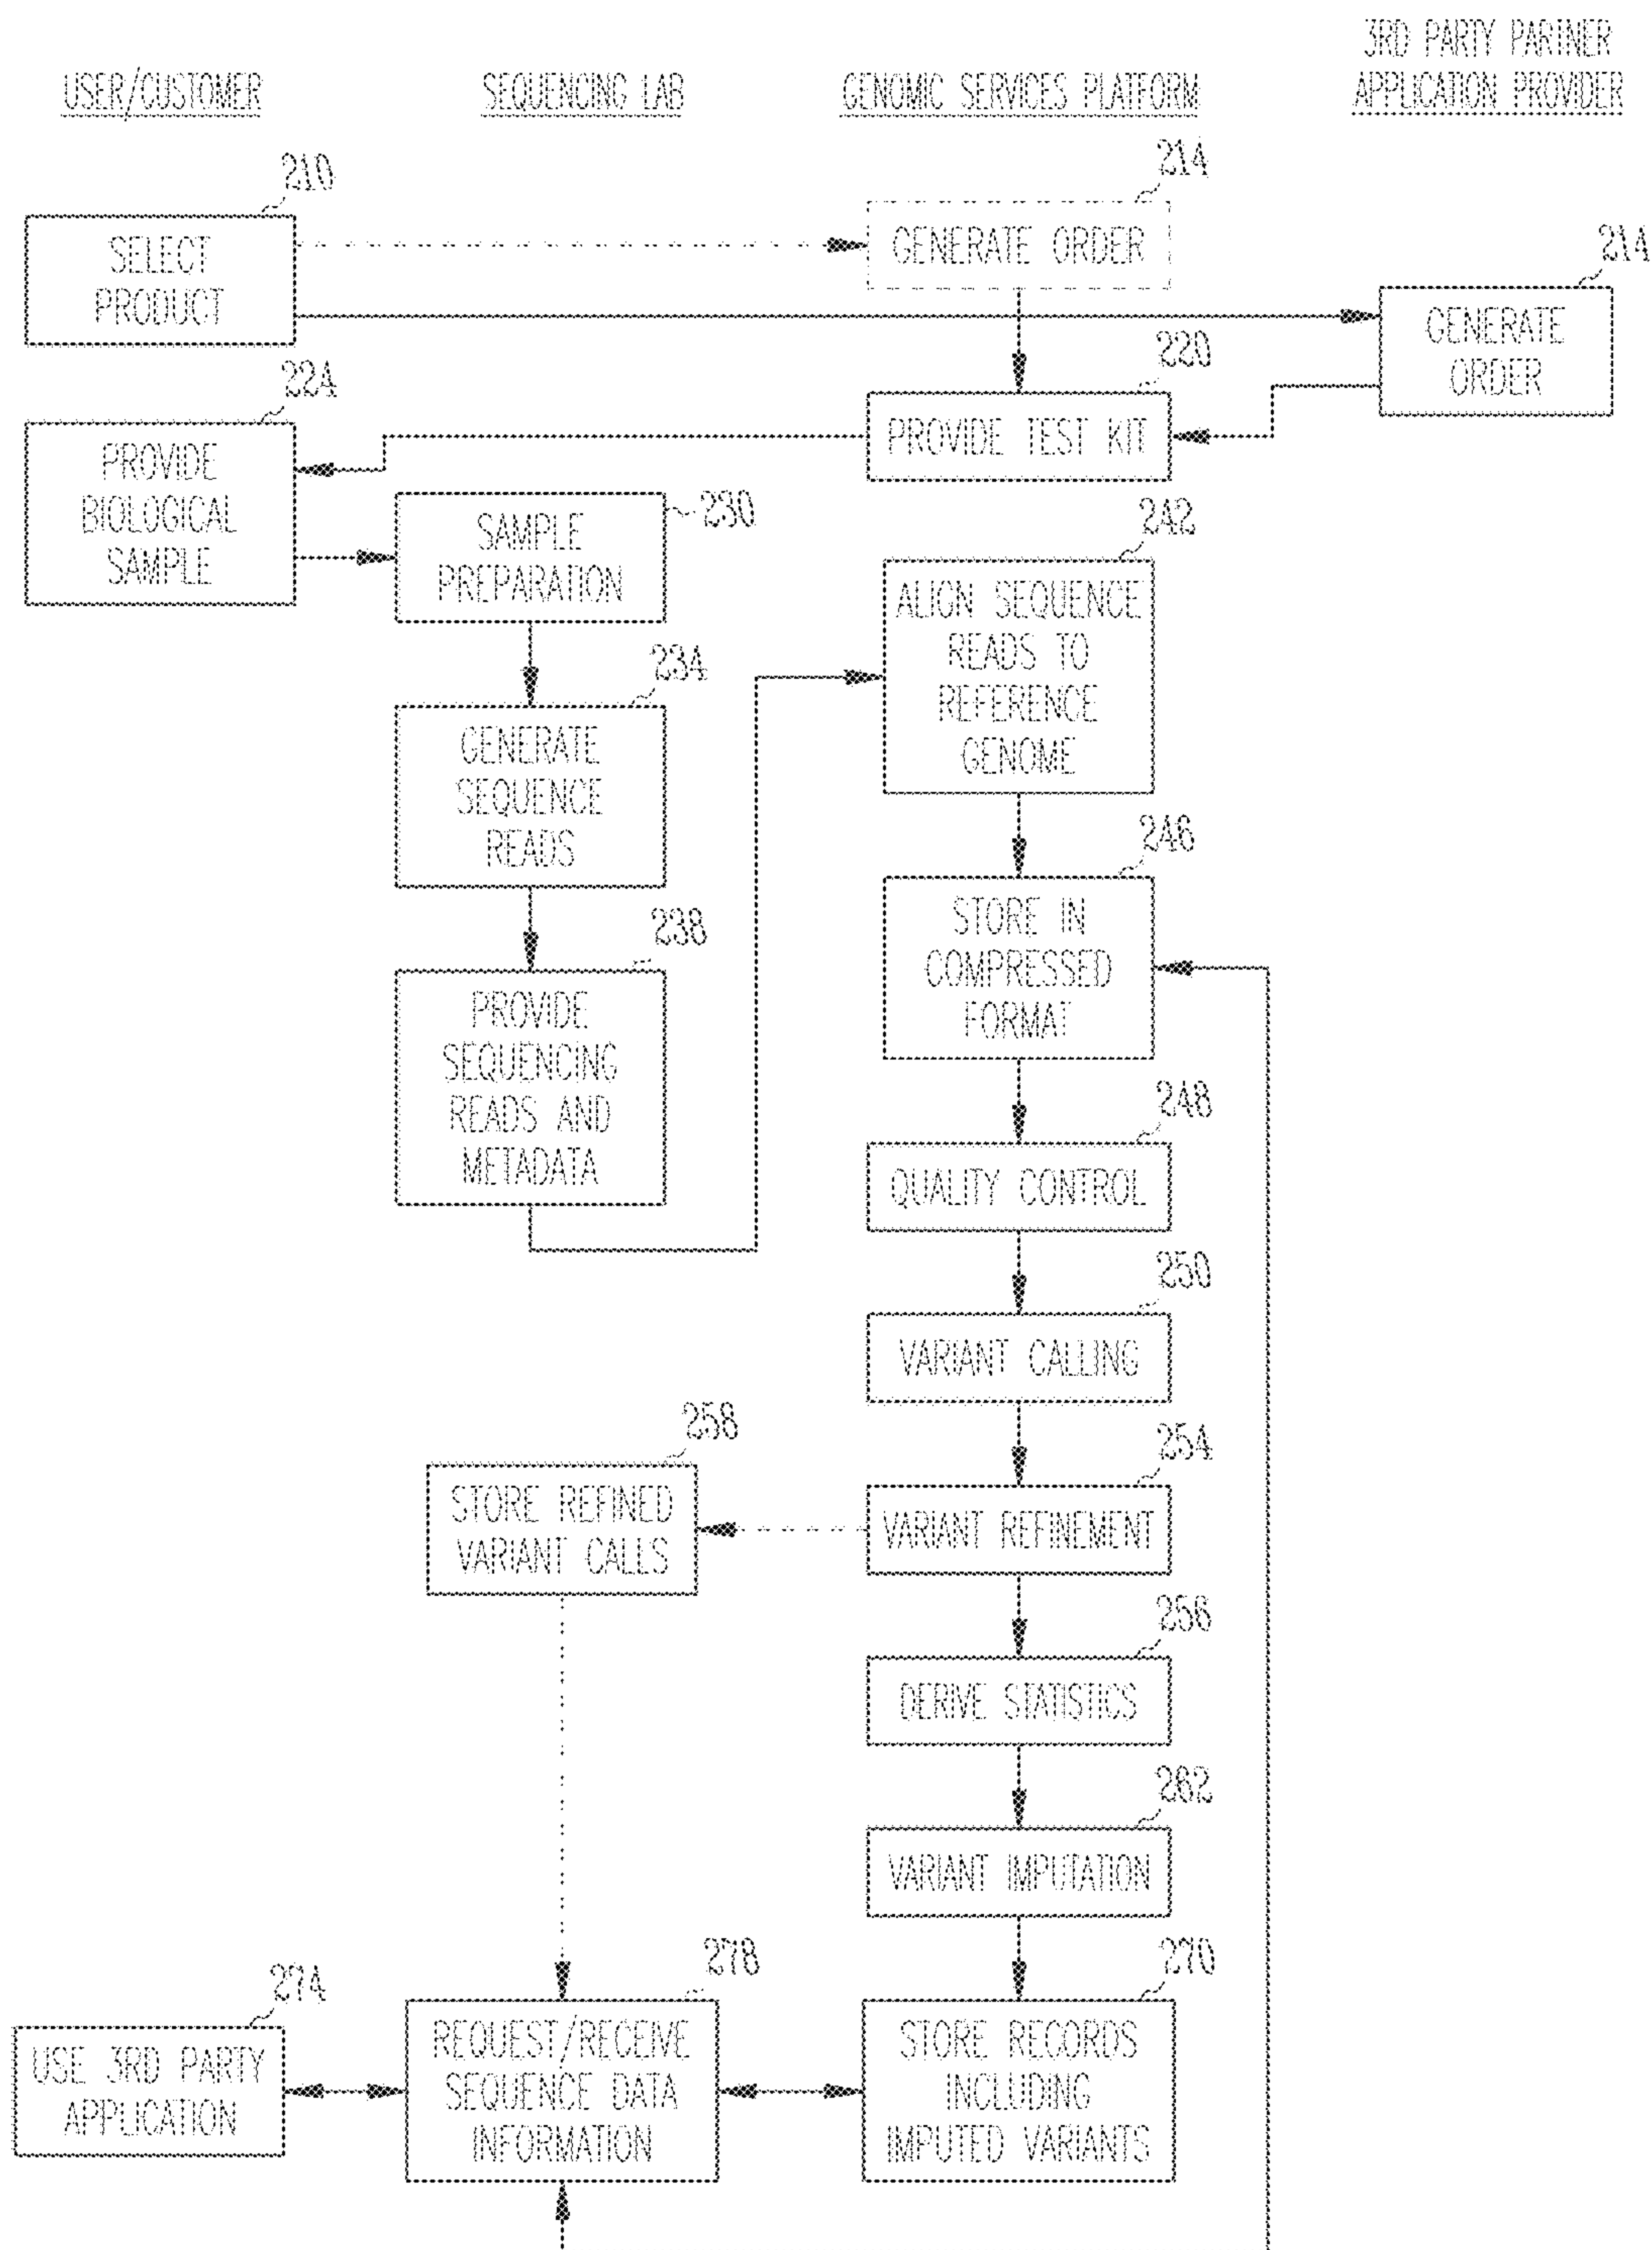 3RD PARTY PARTNER
USER/CUSTOMER
SEQUENCING LAB
GENOMIC SERVICES PLATFORM
APPLICATION PROVIDER
210
SELECT
PRODUCT
214
GENERATE ORDER
214
GENERATE
ORDER
220
PROVIDE TEST KIT
224
PROVIDE
BIOLOGICAL
SAMPLE
230
SAMPLE
PREPARATION
234
GENERATE
SEQUENCE
READS
238
PROVIDE
SEQUENCING
READS AND
METADATA
242
ALIGN SEQUENCE
READS TO
REFERENCE
GENOME
246
STORE IN
COMPRESSED
FORMAT
248
QUALITY CONTROL
250
VARIANT CALLING
254
VARIANT REFINEMENT
258
STORE REFINED
VARIANT CALLS
256
DERIVE STATISTICS
262
VARIANT IMPUTATION
270
STORE RECORDS
INCLUDING
IMPUTED VARIANTS
278
REQUEST/RECEIVE
SEQUENCE DATA
INFORMATION
274
USE 3RD PARTY
APPLICATION